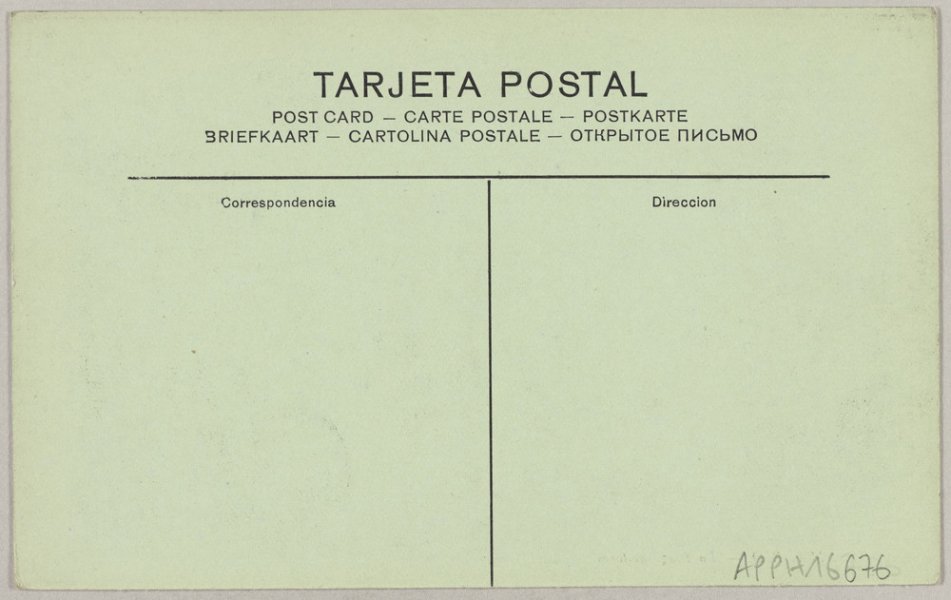 TARJETA POSTAL
POST CARD — CARTE POSTALE — POSTKARTE
BRIEFKAART — CARTOLINA POSTALE — ОТКРЫТОЕ ПИСЬМО
Correspondencia
Direccion
APPH16676